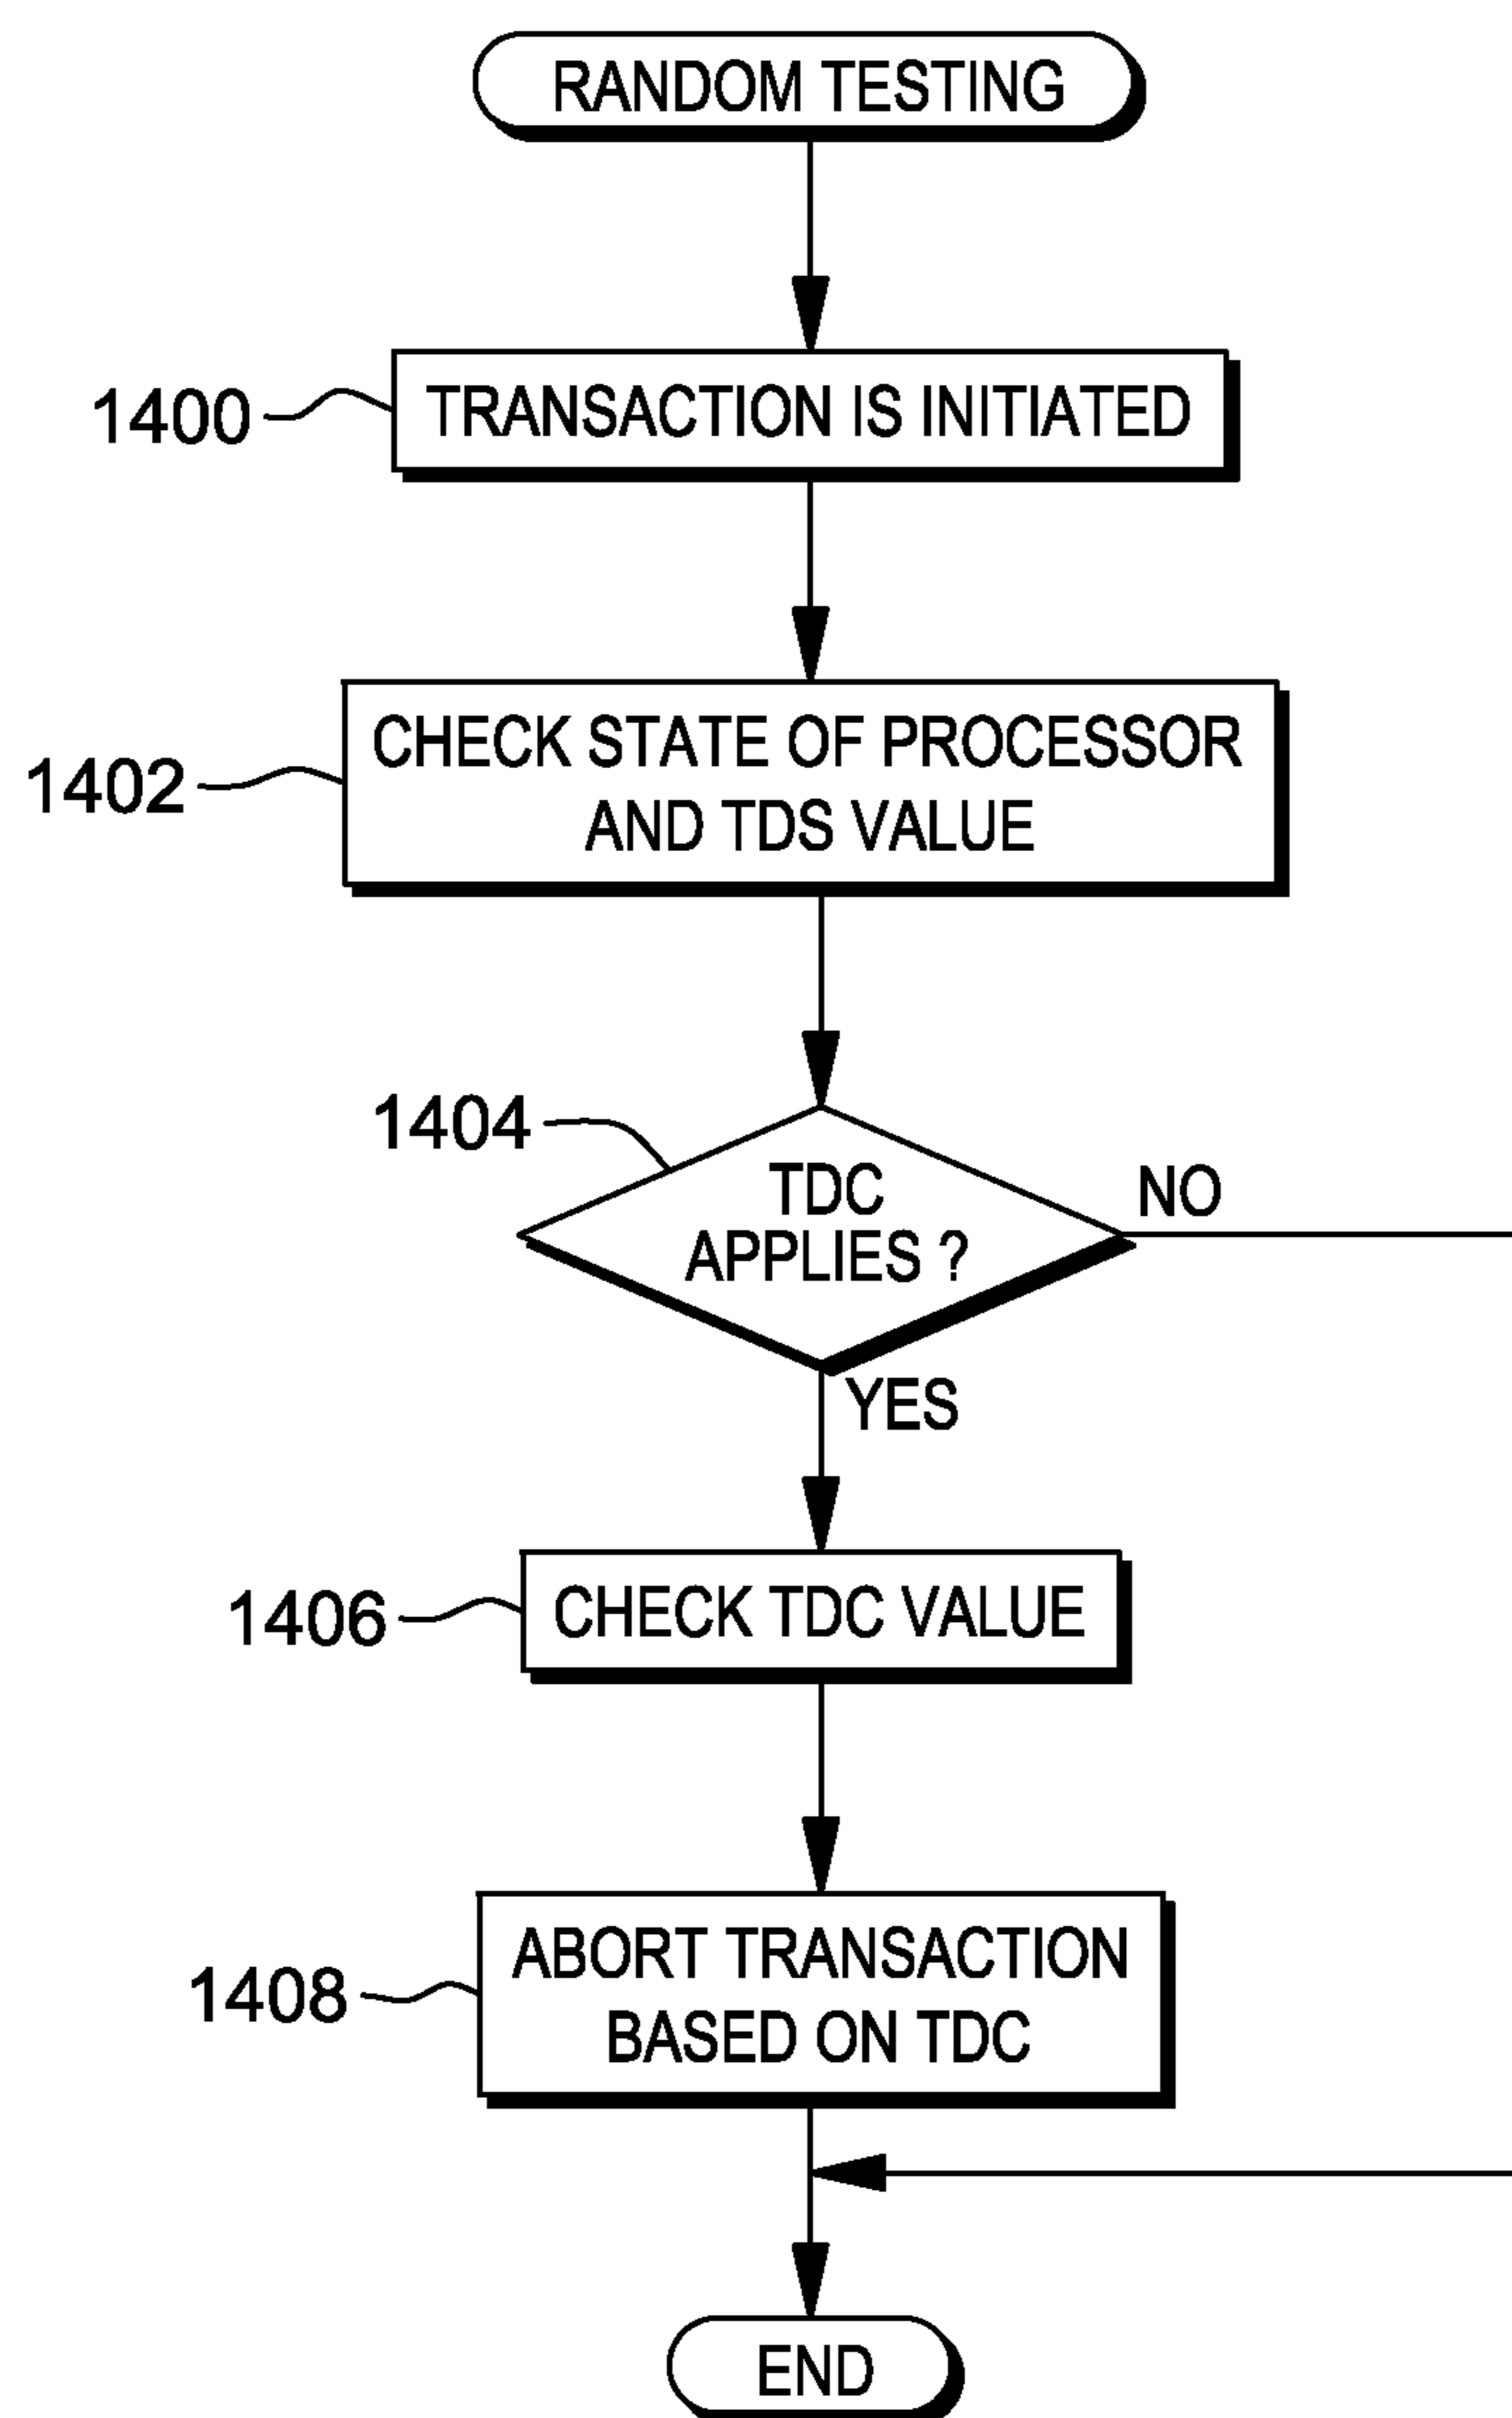 RANDOM TESTING
1400
TRANSACTION IS INITIATED
1402
CHECK STATE OF PROCESSOR
AND TDS VALUE
1404
TDC
APPLIES ?
NO
YES
1406
CHECK TDC VALUE
1408
ABORT TRANSACTION
BASED ON TDC
END